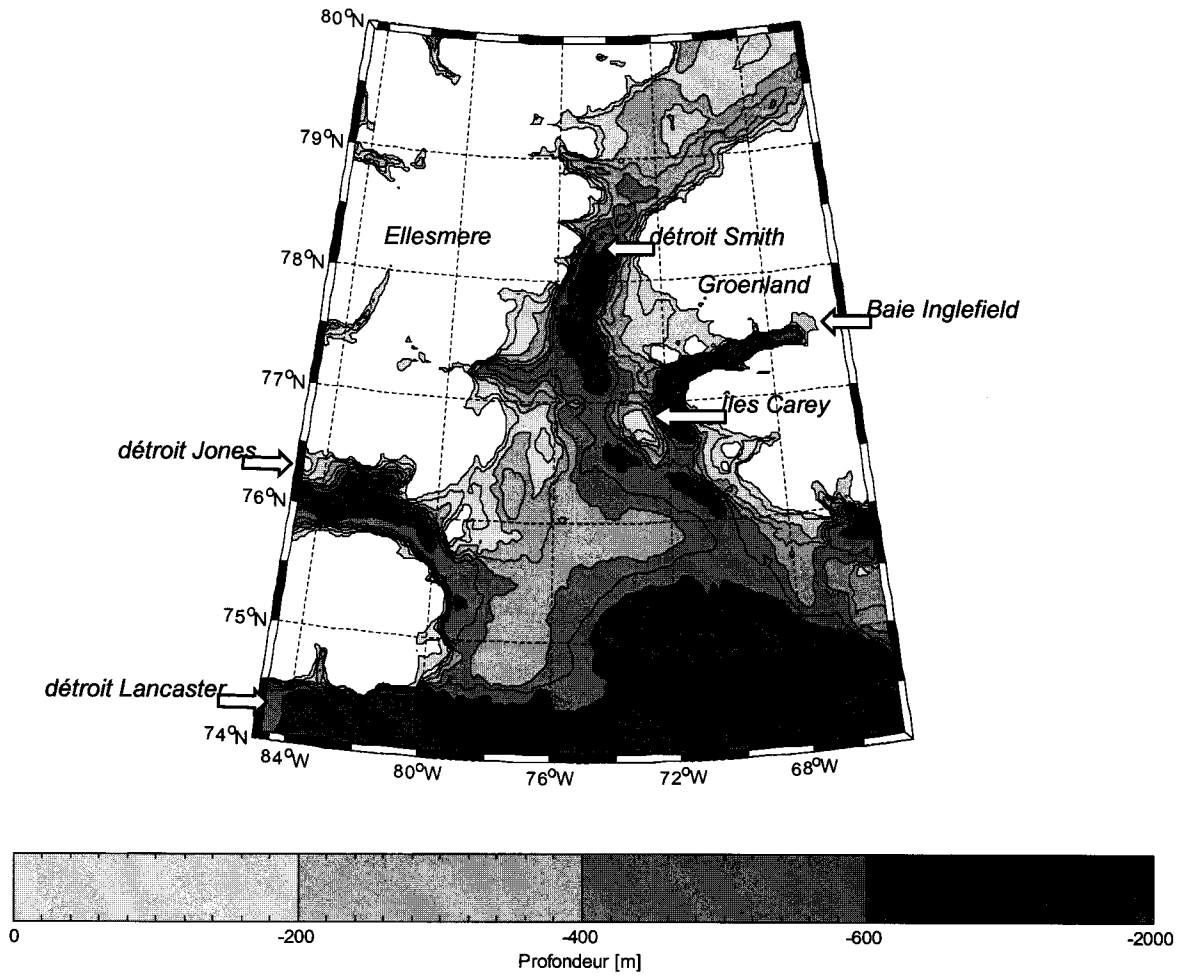 80°N
79°N
Ellesmere
détroit Smith
78°N
Groenland
Baie Inglefield
77°N
îles Carey
détroit Jones
76°N
75°N
détroit Lancaster
74°N
84°W
80°W
76°W
72°W
68°W
0
-200
-400
-600
-2000
Profondeur [m]